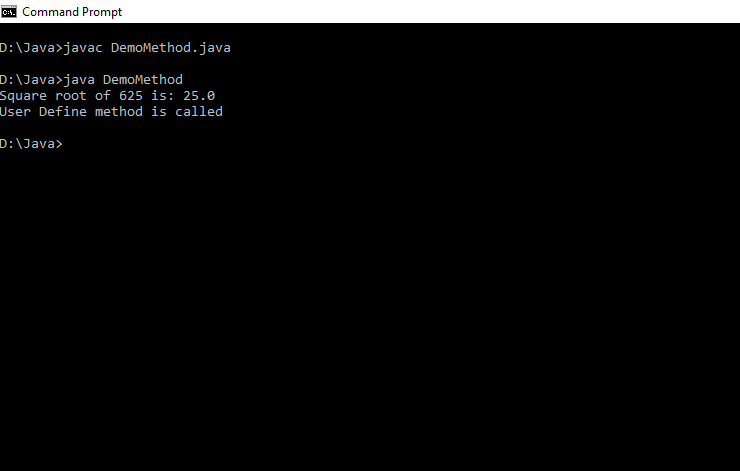 Command Prompt
D:\Java>javac DemoMethod.java
D:\Java>java DemoMethod
Square root of 625 is: 25.0
User Define method is called
D:\Java>